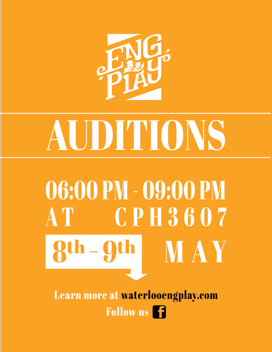 ENG
PLAY
AUDITIONS
06:00 PM - 09:00 PM
AT CPH3607
8th – 9th MAY
Learn more at waterlooengplay.com
Follow us f